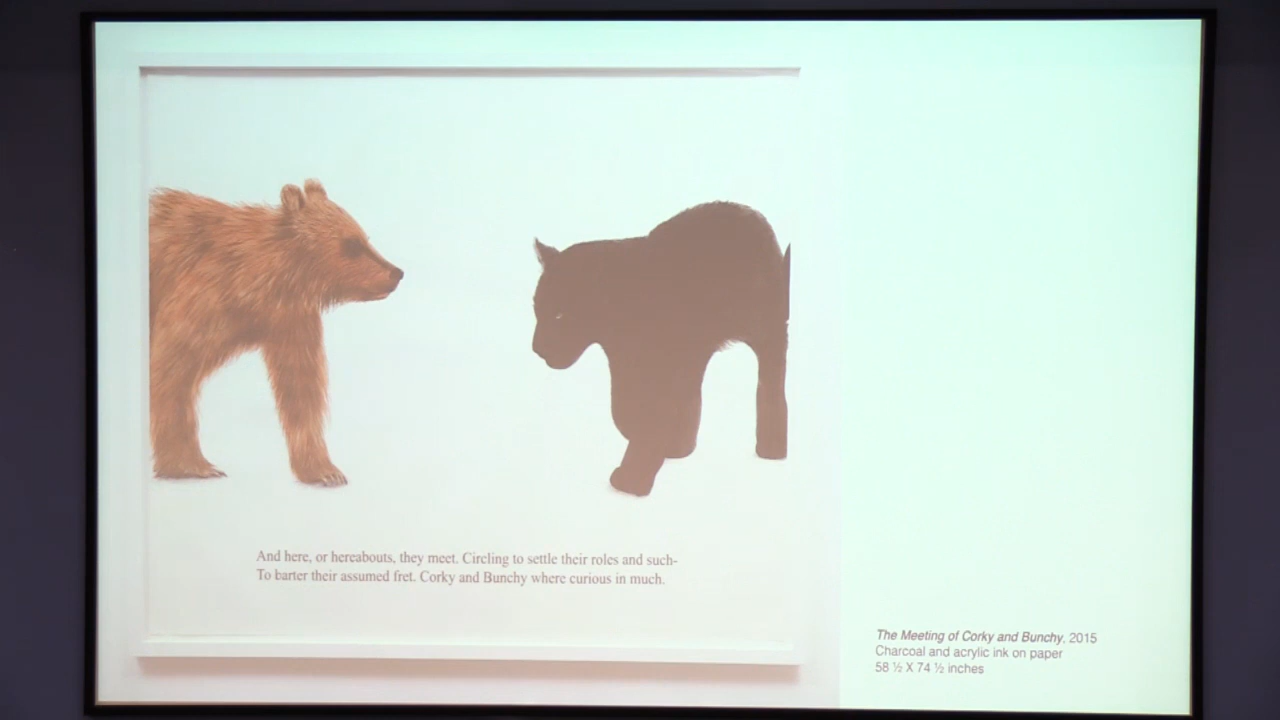 And here, or hereabouts, they meet. Circling to settle their roles and such-
To barter their assumed fret. Corky and Bunchy where curious in much.
The Meeting of Corky and Bunchy, 2015
Charcoal and acrylic ink on paper
58 ½ X 74 ½ inches